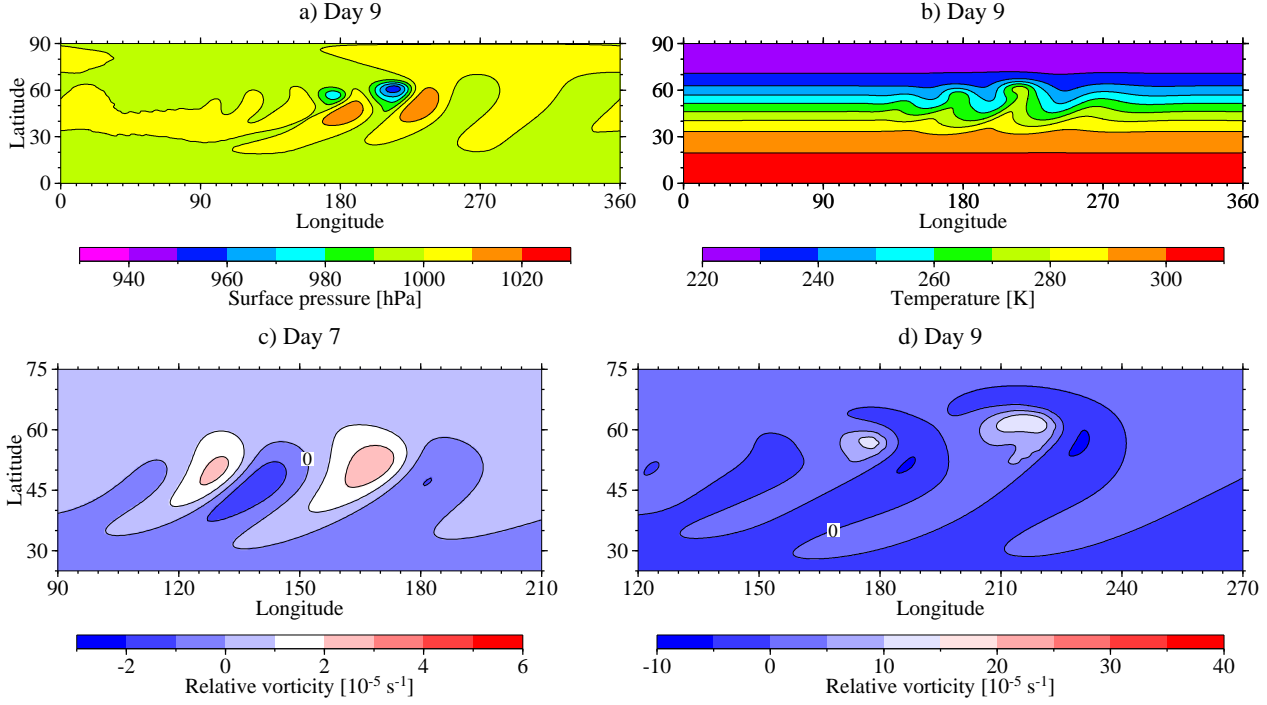 a) Day 9
90
60
30
0
Latitude
0 90 180 270 360
Longitude
940 960 980 1000 1020
Surface pressure [hPa]
b) Day 9
90
60
30
0
0 90 180 270 360
Longitude
220 240 260 280 300
Temperature [K]
c) Day 7
75
60
45
30
Latitude
0
90 120 150 180 210
Longitude
-2 0 2 4 6
Relative vorticity [10⁻⁵ s⁻¹]
d) Day 9
75
60
45
30
0
120 150 180 210 240 270
Longitude
-10 0 10 20 30 40
Relative vorticity [10⁻⁵ s⁻¹]